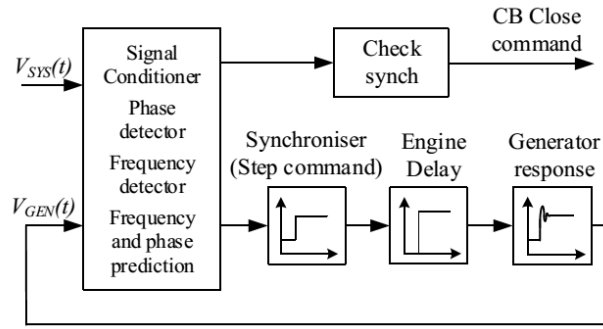 V_SYS(t)
V_GEN(t)
Signal
Conditioner
Phase
detector
Frequency
detector
Frequency
and phase
prediction
Check
synch
CB Close
command
Synchroniser
(Step command)
Engine
Delay
Generator
response